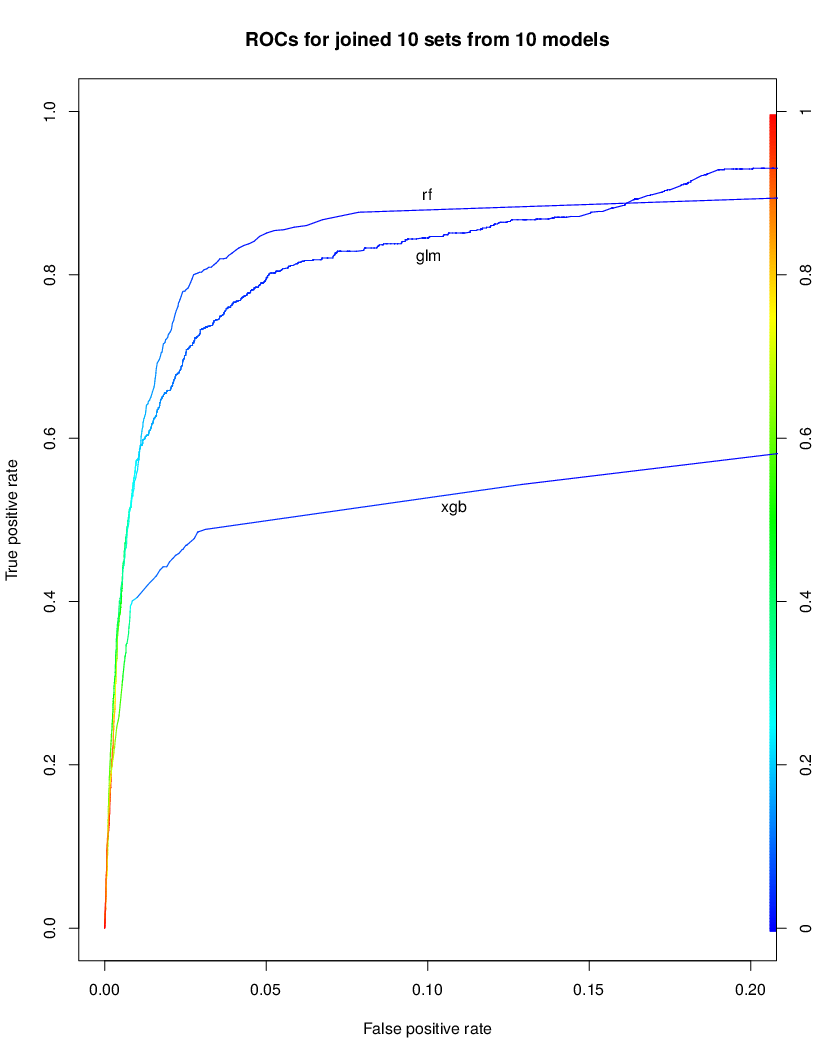 ROCs for joined 10 sets from 10 models
True positive rate
1.0
0.8
0.6
0.4
0.2
0.0
rf
glm
xgb
1
0.8
0.6
0.4
0.2
0
0.00 0.05 0.10 0.15 0.20
False positive rate